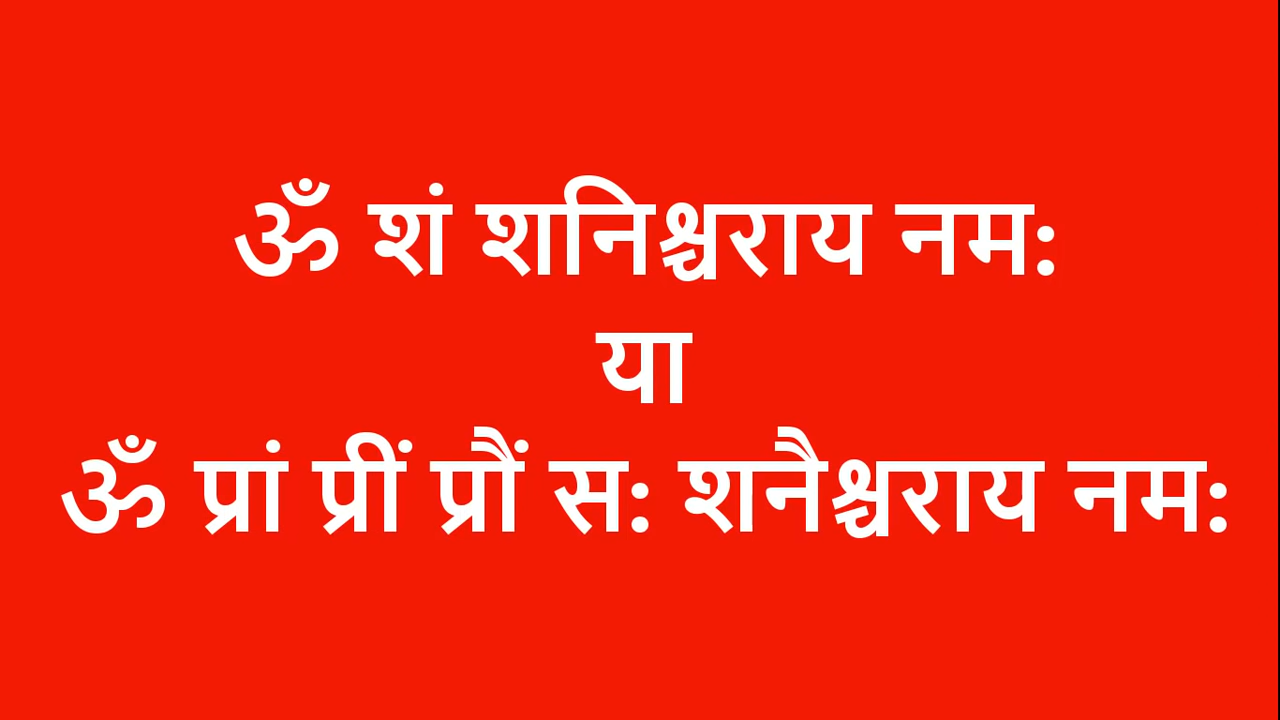 ॐ शं शनिश्चराय नम:
या
ॐ प्रां प्रीं प्रौं स: शनैश्चराय नम: